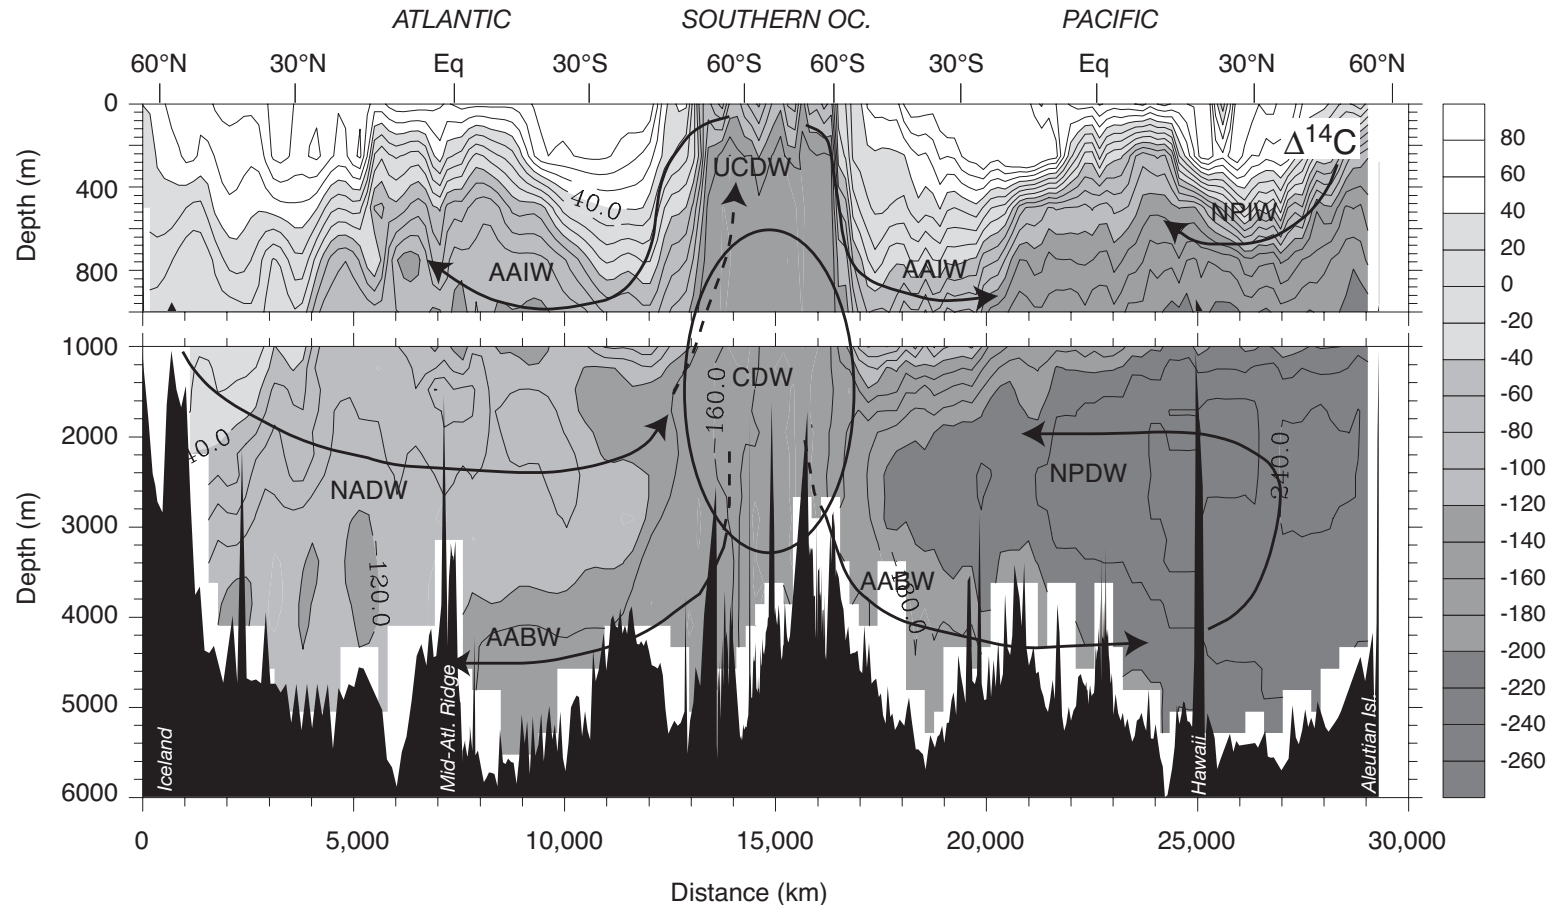 ATLANTIC SOUTHERN OC. PACIFIC
60°N 30°N Eq 30°S 60°S 60°S 30°S Eq 30°N 60°N
Depth (m)
0
400
800
Δ14C
UCDW
40.0
NPIW
AAIW
AAIW
Depth (m)
1000
2000
3000
4000
5000
6000
CDW
160.0
40.0
NADW
NPDW
240.0
120.0
AABW
180.0
AABW
Iceland
Mid-Atl. Ridge
Hawaii
Aleutian Isl.
80
60
40
20
0
-20
-40
-60
-80
-100
-120
-140
-160
-180
-200
-220
-240
-260
0 5,000 10,000 15,000 20,000 25,000 30,000
Distance (km)